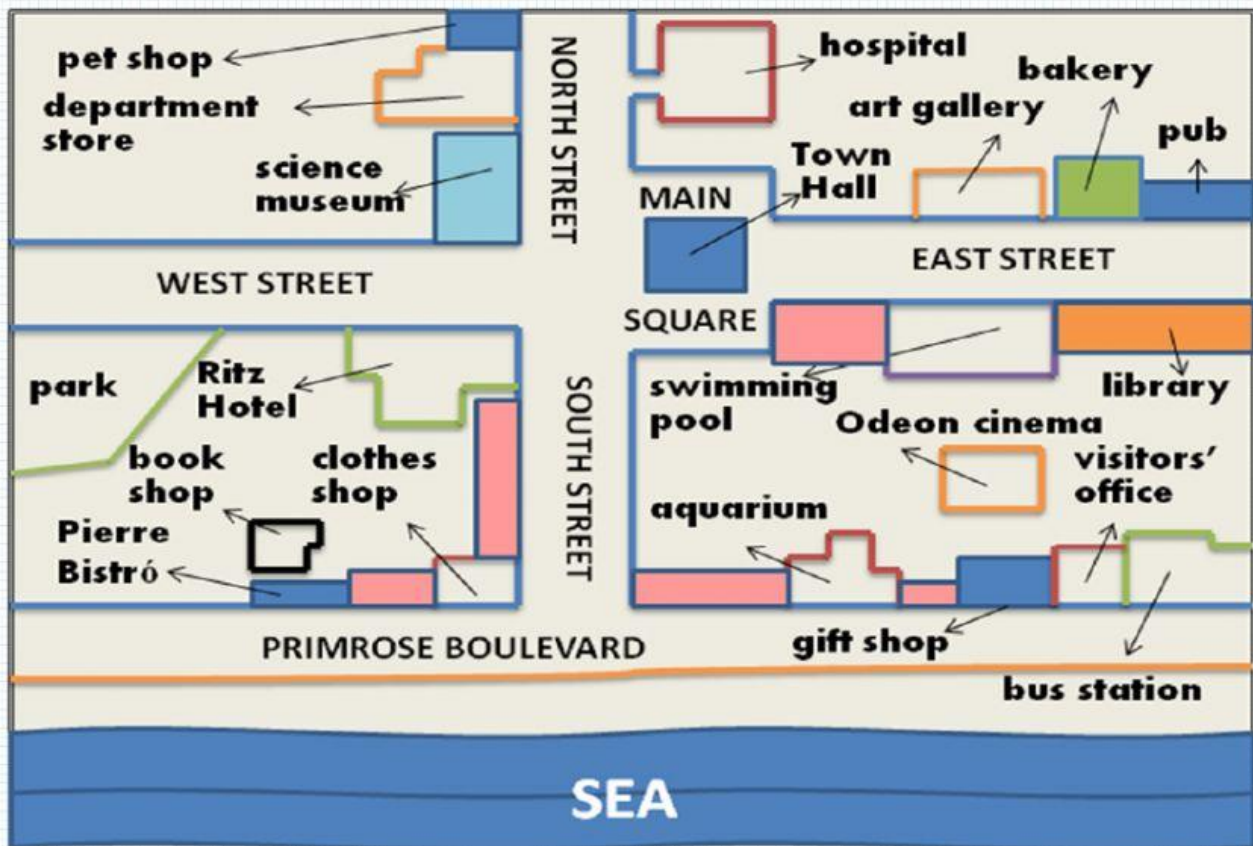 pet shop
department
store
science
museum
NORTH STREET
hospital
bakery
art gallery
pub
Town
Hall
MAIN
SQUARE
WEST STREET
EAST STREET
park
Ritz
Hotel
book
shop
clothes
shop
Pierre
Bistró
SOUTH STREET
swimming
pool
library
Odeon cinema
visitors'
office
aquarium
gift shop
bus station
PRIMROSE BOULEVARD
SEA